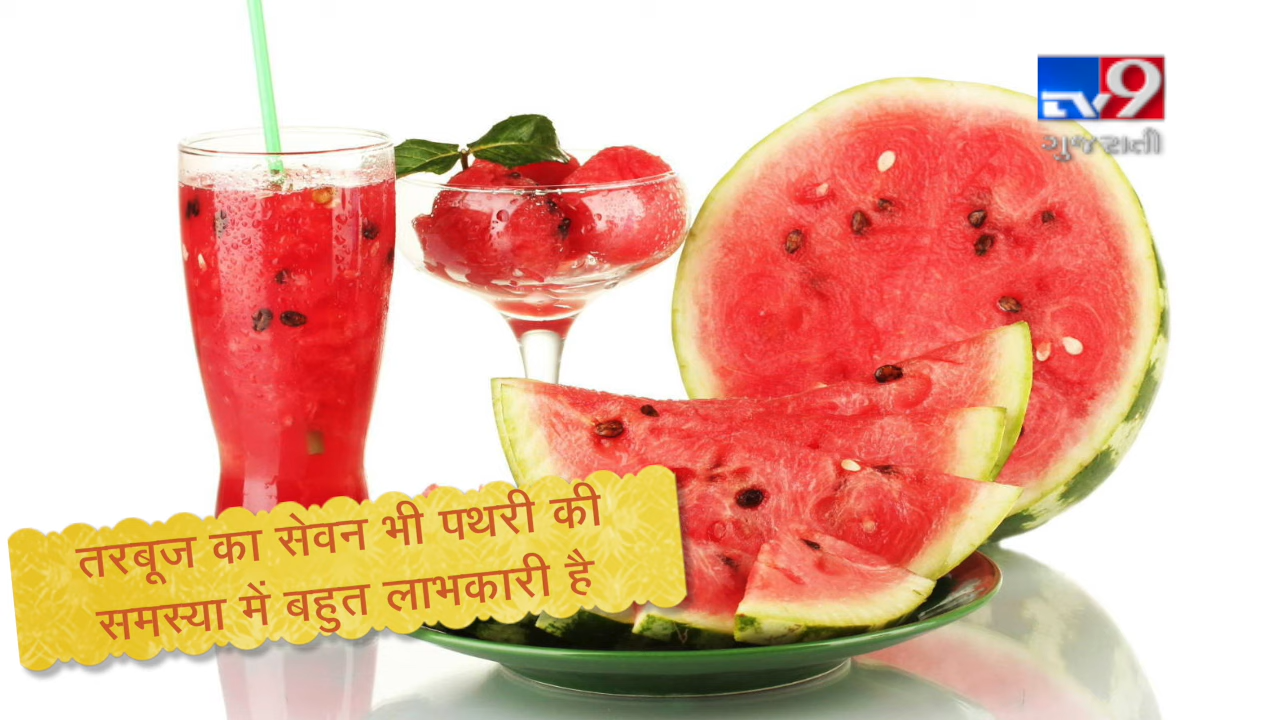 TV9
ગુજરાતી
तरबूज का सेवन भी पथरी की
समस्या में बहुत लाभकारी है